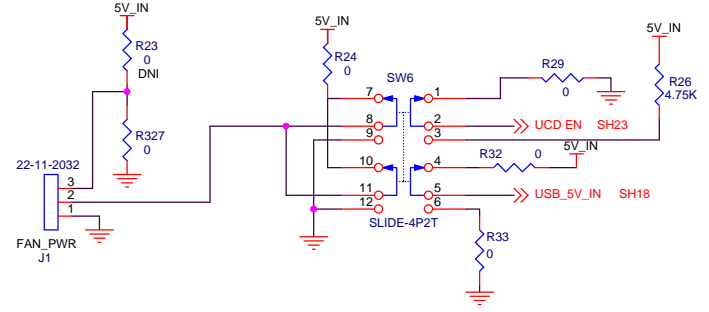 5V_IN
R23
0
DNI
R327
0
22-11-2032
3
2
1
FAN_PWR
J1
5V_IN
R24
0
SW6
7
8
9
10
11
12
1
2
3
4
5
6
SLIDE-4P2T
R29
0
5V_IN
R26
4.75K
UCD EN SH23
R32 0
5V_IN
USB_5V_IN SH18
R33
0